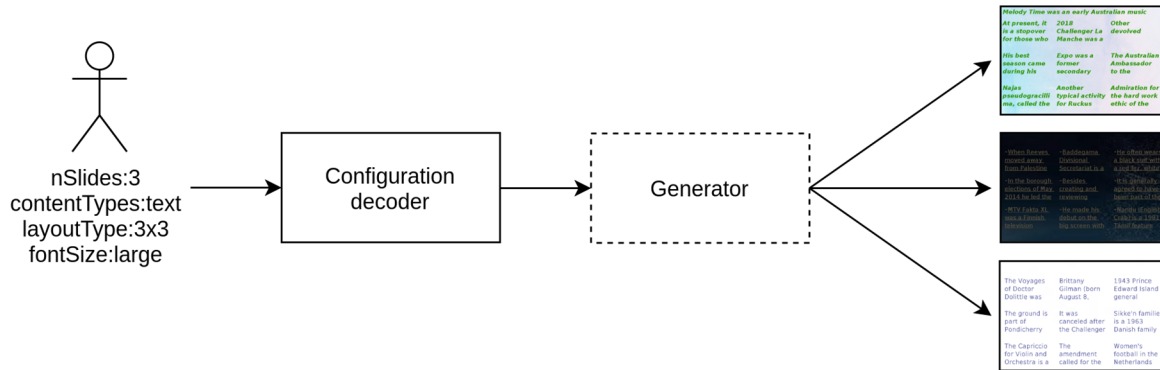 nSlides:3
contentTypes:text
layoutType:3x3
fontSize:large
Configuration
decoder
Generator
Melody Time was an early Australian music
At present, it
is a stopover
for those who
2018
Challenger La
Manche was a
Other
devolved
His best
season came
during his
Expo was a
former
secondary
The Australian
Ambassador
to the
Najas
pseudogracilli
ma, called the
Another
typical activity
for Ruckus
Admiration for
the hard work
ethic of the
-When Reeves
moved away
from Palestine
-Baddegama
Divisional
Secretariat is a
-He often wears
a black suit with
-In the borough
elections of May
2014 he led the
-Besides
creating and
reviewing
-It is generally
agreed to have
been part of the
-MTV Fakta XL
was a Finnish
television
-He made his
debut on the
big screen with
is a 1983
Tamil feature
The Voyages
of Doctor
Dolittle was
Brittany
Gilman (born
August 8,
1943 Prince
Edward Island
general
The ground is
part of
Pondicherry
It was
canceled after
the Challenger
Sikke'n familie
is a 1963
Danish family
The Capriccio
for Violin and
Orchestra is a
The
amendment
called for the
Women's
football in the
Netherlands